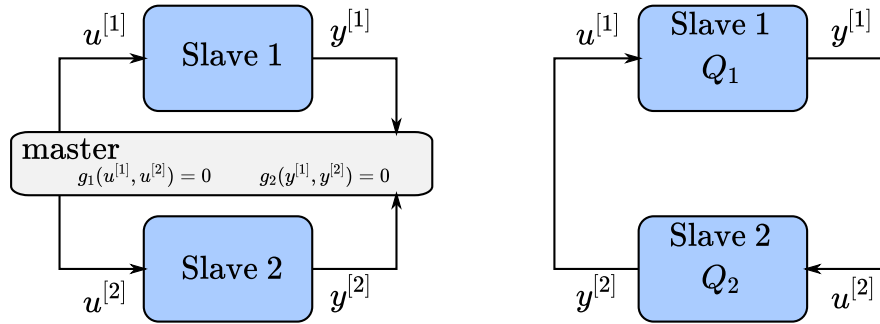 u^{[1]} Slave 1 y^{[1]}
master
g_1(u^{[1]}, u^{[2]}) = 0 g_2(y^{[1]}, y^{[2]}) = 0
Slave 2
u^{[2]} y^{[2]}
u^{[1]} Slave 1 y^{[1]}
Q_1
Slave 2
y^{[2]} Q_2 u^{[2]}